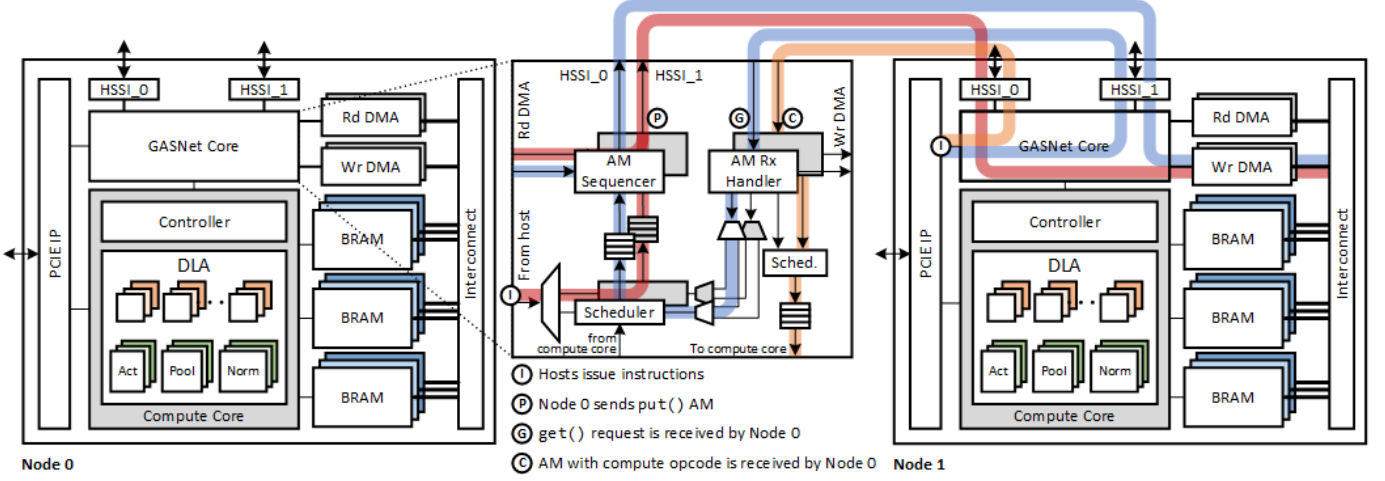 HSSI_0
HSSI_1
GASNet Core
Rd DMA
Wr DMA
PCIE IP
Controller
DLA
Act
Pool
Norm
Compute Core
BRAM
BRAM
BRAM
Interconnect
Node 0
HSSI_0
HSSI_1
Rd DMA
Wr DMA
P
G
C
AM
Sequencer
AM Rx
Handler
From host
I
Sched.
Scheduler
from
compute core
To compute core
I Hosts issue instructions
P Node 0 sends put() AM
G get() request is received by Node 0
C AM with compute opcode is received by Node 0
HSSI_0
HSSI_1
I
GASNet Core
Rd DMA
Wr DMA
PCIE IP
Controller
DLA
Act
Pool
Norm
Compute Core
BRAM
BRAM
BRAM
Interconnect
Node 1